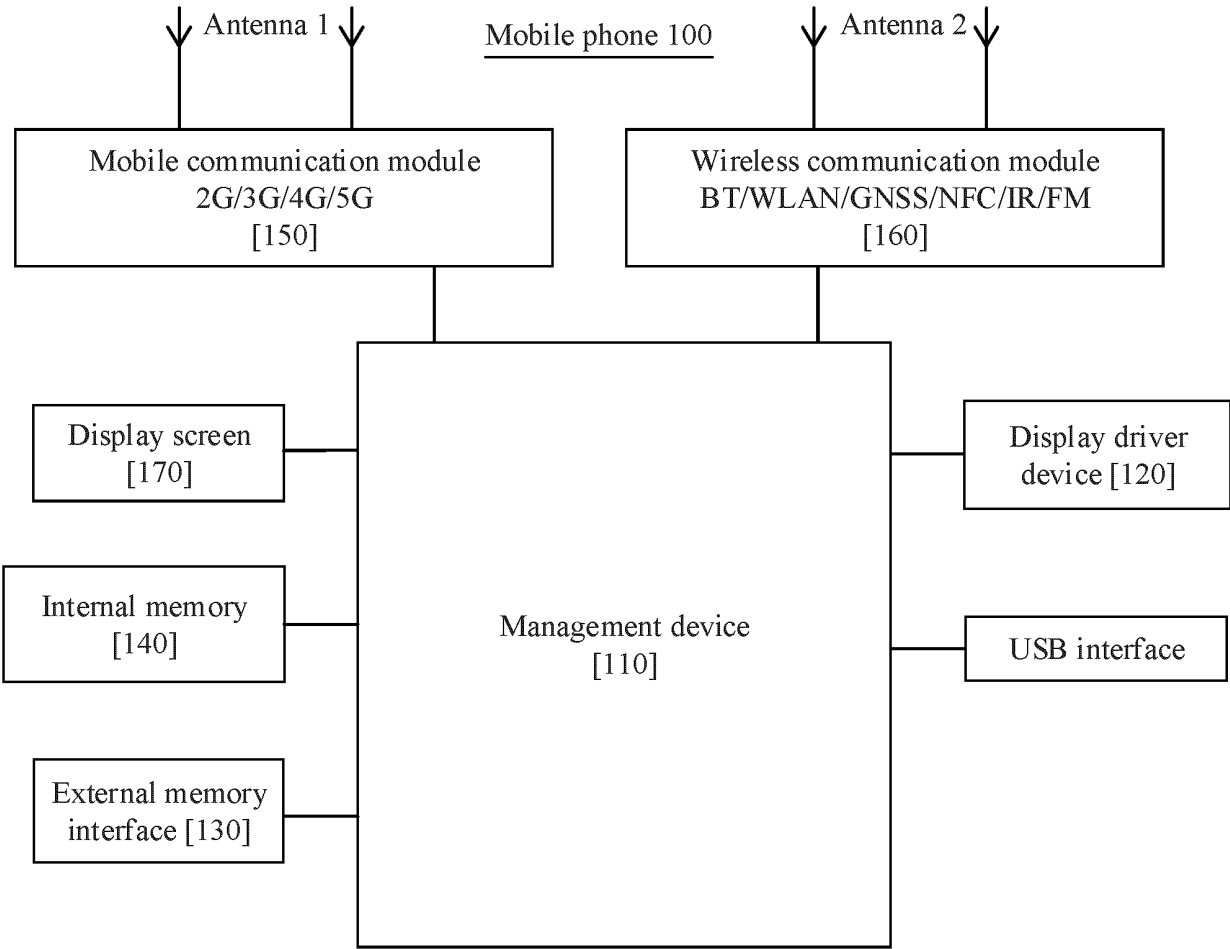 Antenna 1
Mobile phone 100
Antenna 2
Mobile communication module
2G/3G/4G/5G
[150]
Wireless communication module
BT/WLAN/GNSS/NFC/IR/FM
[160]
Display screen
[170]
Display driver
device [120]
Internal memory
[140]
Management device
[110]
USB interface
External memory
interface [130]